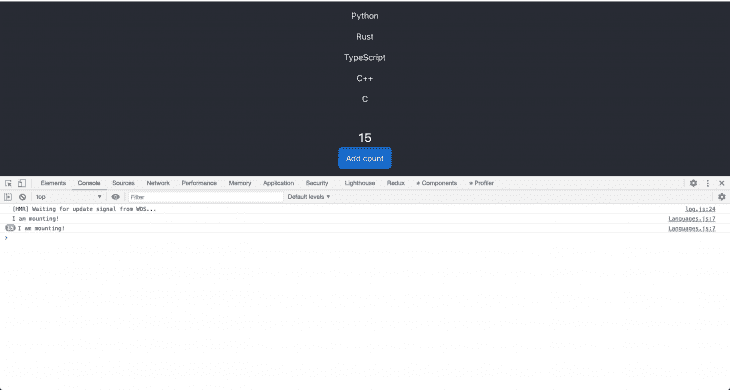 Python
Rust
TypeScript
C++
C
15
Add count
Elements Console Sources Network Performance Memory Application Security Lighthouse Redux Components Profiler
top Filter Default levels
[HMR] Waiting for update signal from WDS... log.js:24
I am mounting! Languages.js:7
15 I am mounting! Languages.js:7